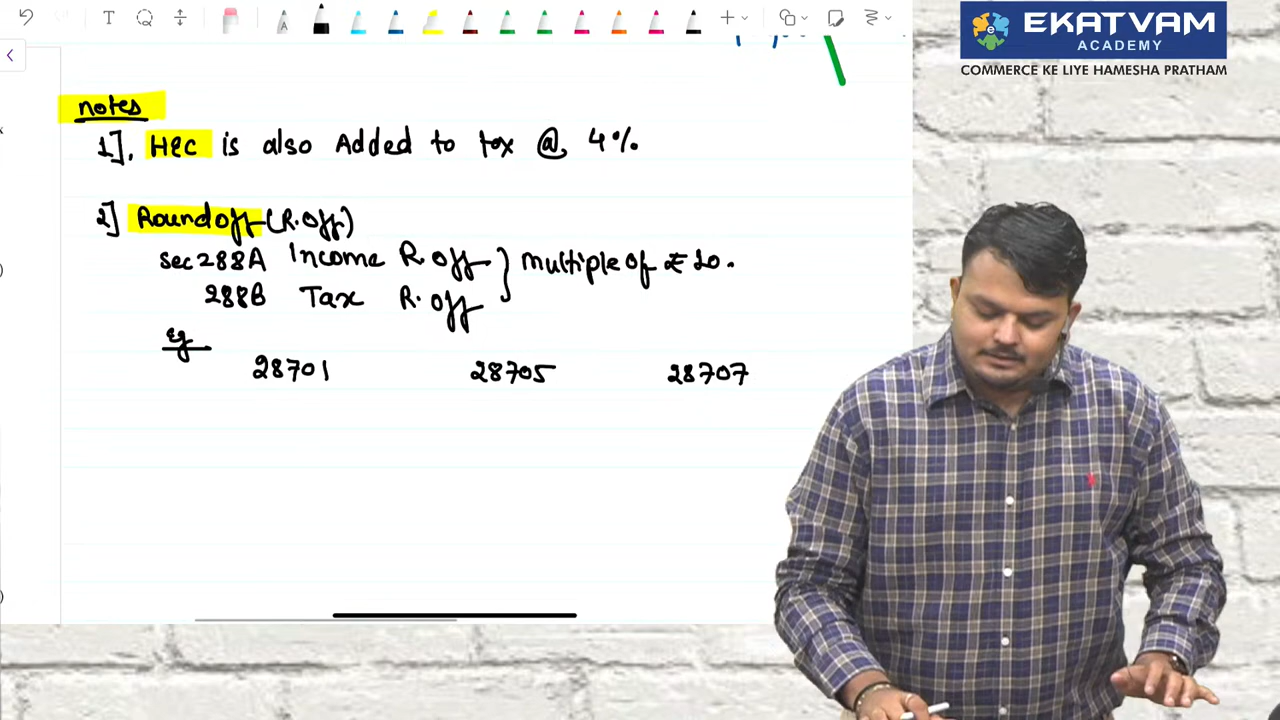 EKATVAM
ACADEMY
COMMERCE KE LIYE HAMESHA PRATHAM
notes
1]. HEC is also Added to tax @ 4%.
2] Roundoff (R.off)
sec 288A Income R.off } multiple of ₹ 10.
288B Tax R.off
Eg
28701 28705 28707